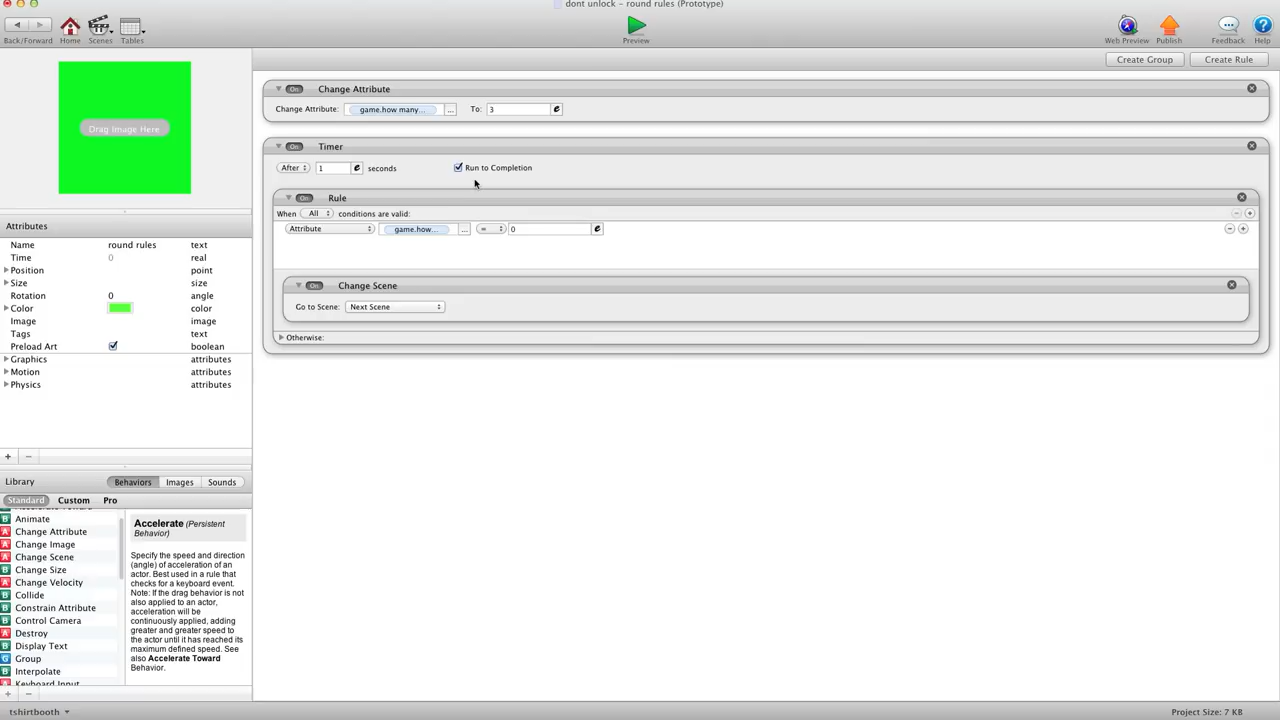 dont unlock – round rules (Prototype)
Back/Forward Home Scenes Tables Preview Web Preview Publish Feedback Help
Create Group Create Rule
Drag Image Here
On Change Attribute
Change Attribute: game.how many... ... To: 3 e
On Timer
After 1 e seconds Run to Completion
On Rule
When All conditions are valid:
Attribute game.how... ... = 0 e
On Change Scene
Go to Scene: Next Scene
Otherwise:
Attributes
Name round rules text
Time 0 real
Position point
Size size
Rotation 0 angle
Color color
Image image
Tags text
Preload Art boolean
Graphics attributes
Motion attributes
Physics attributes
Library Behaviors Images Sounds
Standard Custom Pro
B Animate
A Change Attribute
A Change Image
A Change Scene
B Change Size
A Change Velocity
B Collide
B Constrain Attribute
B Control Camera
A Destroy
B Display Text
G Group
B Interpolate
Keyboard Input
Accelerate (Persistent
Behavior)
Specify the speed and direction
(angle) of acceleration of an
actor. Best used in a rule that
checks for a keyboard event.
Note: If the drag behavior is not
also applied to an actor,
acceleration will be
continuously applied, adding
greater and greater speed to
the actor until it has reached its
maximum defined speed. See
also Accelerate Toward
Behavior.
tshirtbooth
Project Size: 7 KB